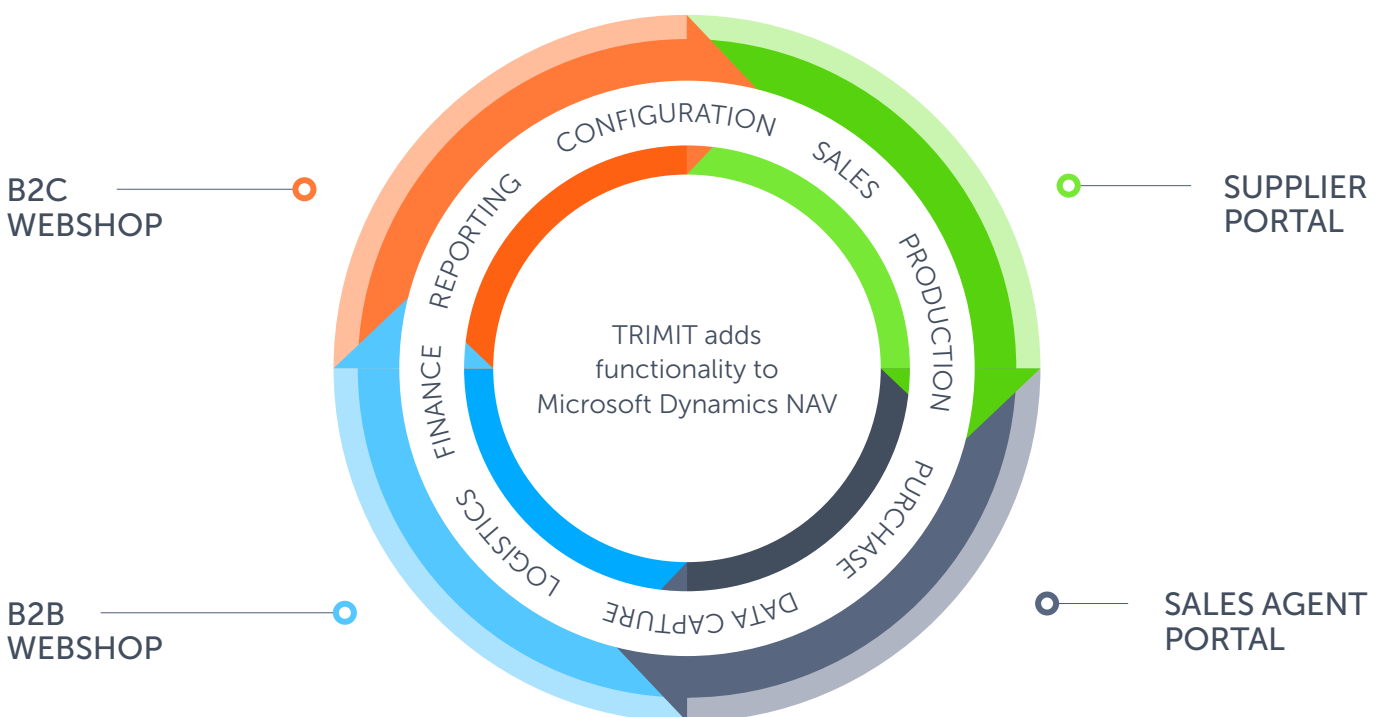 CONFIGURATION
SALES
PRODUCTION
PURCHASE
DATA CAPTURE
LOGISTICS
FINANCE
REPORTING
TRIMIT adds
functionality to
Microsoft Dynamics NAV
B2C
WEBSHOP
SUPPLIER
PORTAL
B2B
WEBSHOP
SALES AGENT
PORTAL